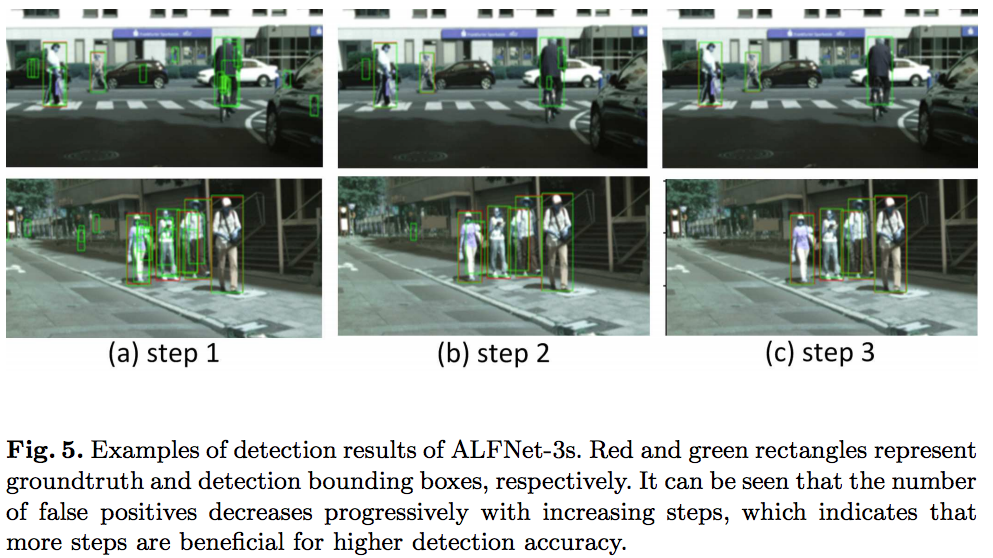 (a) step 1
(b) step 2
(c) step 3
Fig. 5. Examples of detection results of ALFNet-3s. Red and green rectangles represent
groundtruth and detection bounding boxes, respectively. It can be seen that the number
of false positives decreases progressively with increasing steps, which indicates that
more steps are beneficial for higher detection accuracy.